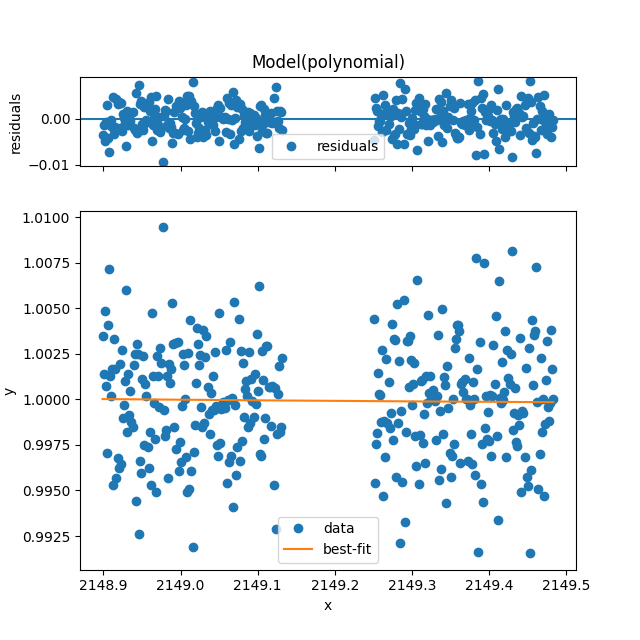 Model(polynomial)
0.00
−0.01
residuals
residuals
1.0100
1.0075
1.0050
1.0025
1.0000
0.9975
0.9950
0.9925
y
data
best-fit
2148.9 2149.0 2149.1 2149.2 2149.3 2149.4 2149.5
x